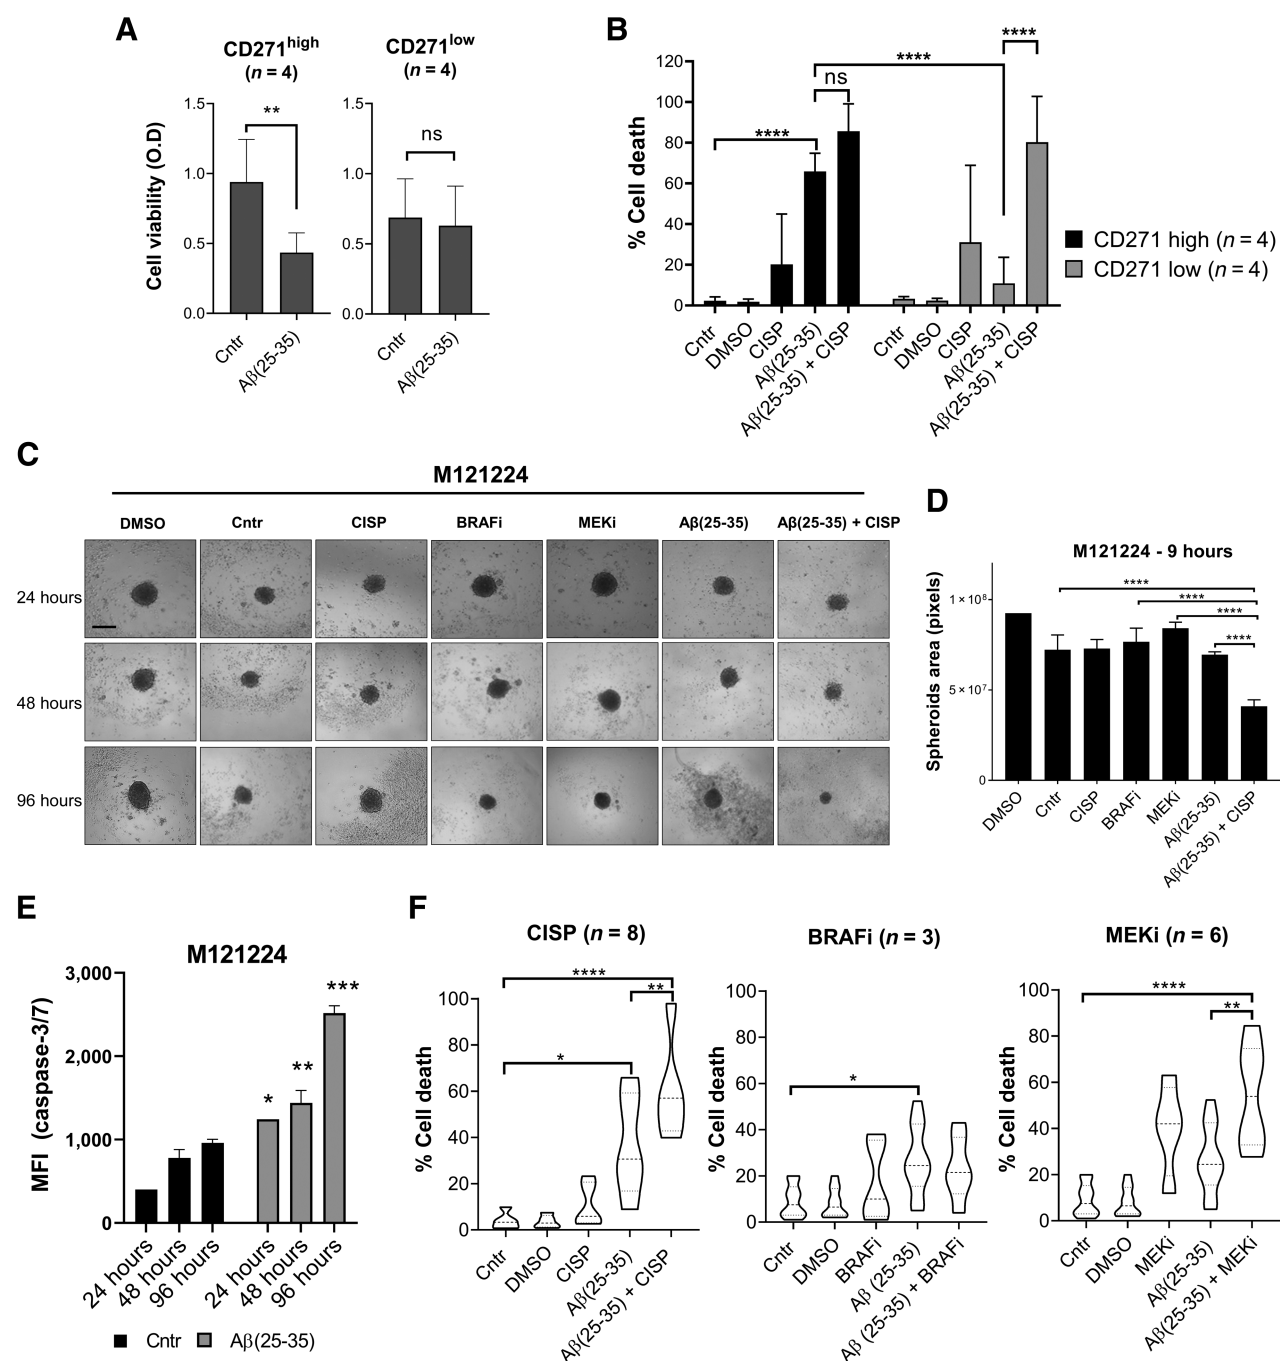 A
CD271high
(n = 4)
CD271low
(n = 4)
Cell viability (O.D)
1.5
1.0
0.5
0.0
**
Cntr
Aβ(25-35)
1.5
1.0
0.5
0.0
ns
Cntr
Aβ(25-35)
B
% Cell death
120
100
80
60
40
20
0
****
ns
****
****
Cntr
DMSO
CISP
Aβ(25-35)
Aβ(25-35) + CISP
Cntr
DMSO
CISP
Aβ(25-35)
Aβ(25-35) + CISP
CD271 high (n = 4)
CD271 low (n = 4)
C
M121224
DMSO Cntr CISP BRAFi MEKi Aβ(25-35) Aβ(25-35) + CISP
24 hours
48 hours
96 hours
D
M121224 - 9 hours
Spheroids area (pixels)
1 × 10⁸
5 × 10⁷
0
****
****
****
****
DMSO
Cntr
CISP
BRAFi
MEKi
Aβ(25-35)
Aβ(25-35) + CISP
E
M121224
MFI (caspase-3/7)
3,000
2,000
1,000
0
*
**
***
24 hours
48 hours
96 hours
24 hours
48 hours
96 hours
Cntr Aβ(25-35)
F
CISP (n = 8)
% Cell death
100
80
60
40
20
0
****
**
*
Cntr
DMSO
CISP
Aβ(25-35)
Aβ(25-35) + CISP
BRAFi (n = 3)
% Cell death
100
80
60
40
20
0
*
Cntr
DMSO
BRAFi
Aβ (25-35)
Aβ (25-35) + BRAFi
MEKi (n = 6)
% Cell death
100
80
60
40
20
0
****
**
Cntr
DMSO
MEKi
Aβ(25-35)
Aβ(25-35) + MEKi